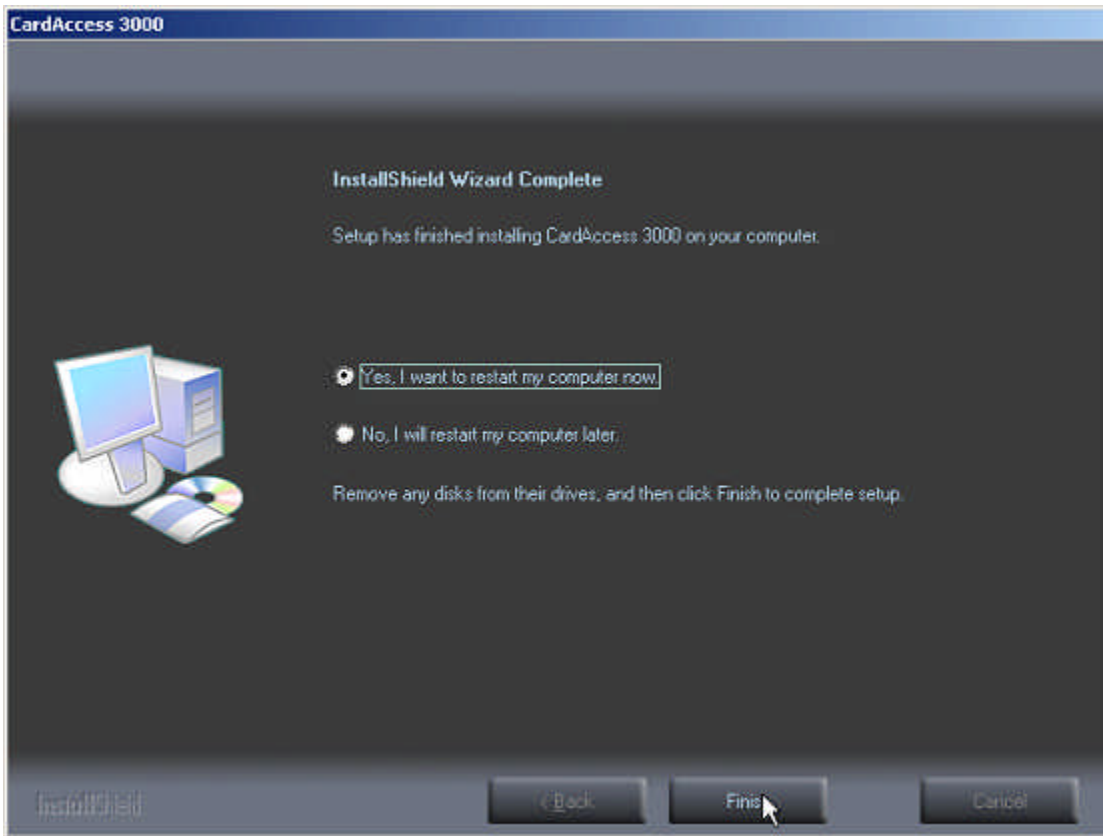 CardAccess 3000
InstallShield Wizard Complete
Setup has finished installing CardAccess 3000 on your computer.
Yes, I want to restart my computer now.
No, I will restart my computer later.
Remove any disks from their drives, and then click Finish to complete setup.
InstallShield
< Back
Finis
Cancel